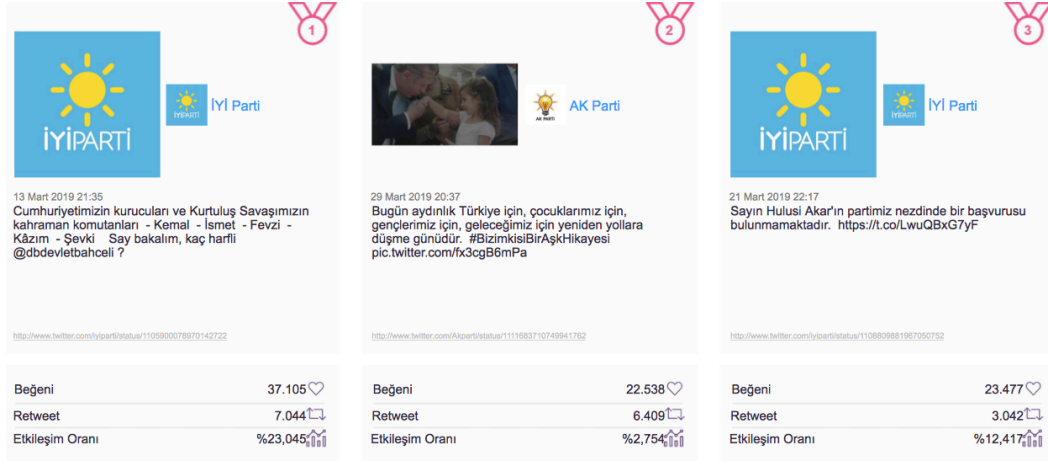 1
İYİPARTİ
İYİPARTİ
İYİ Parti
13 Mart 2019 21:35
Cumhuriyetimizin kurucuları ve Kurtuluş Savaşımızın
kahraman komutanları - Kemal - İsmet - Fevzi -
Kâzım - Şevki Say bakalım, kaç harfli
@dbdevletbahceli ?
http://www.twitter.com/iyiparti/status/1105900078970142722
Beğeni 37.105
Retweet 7.044
Etkileşim Oranı %23,045
2
AK PARTİ
AK Parti
29 Mart 2019 20:37
Bugün aydınlık Türkiye için, çocuklarımız için,
gençlerimiz için, geleceğimiz için yeniden yollara
düşme günüdür. #BizimkisiBirAşkHikayesi
pic.twitter.com/fx3cgB6mPa
http://www.twitter.com/Akparti/status/1111683710749941762
Beğeni 22.538
Retweet 6.409
Etkileşim Oranı %2,754
3
İYİPARTİ
İYİPARTİ
İYİ Parti
21 Mart 2019 22:17
Sayın Hulusi Akar'ın partimiz nezdinde bir başvurusu
bulunmamaktadır. https://t.co/LwuQBxG7yF
http://www.twitter.com/iyiparti/status/1108809881967050752
Beğeni 23.477
Retweet 3.042
Etkileşim Oranı %12,417